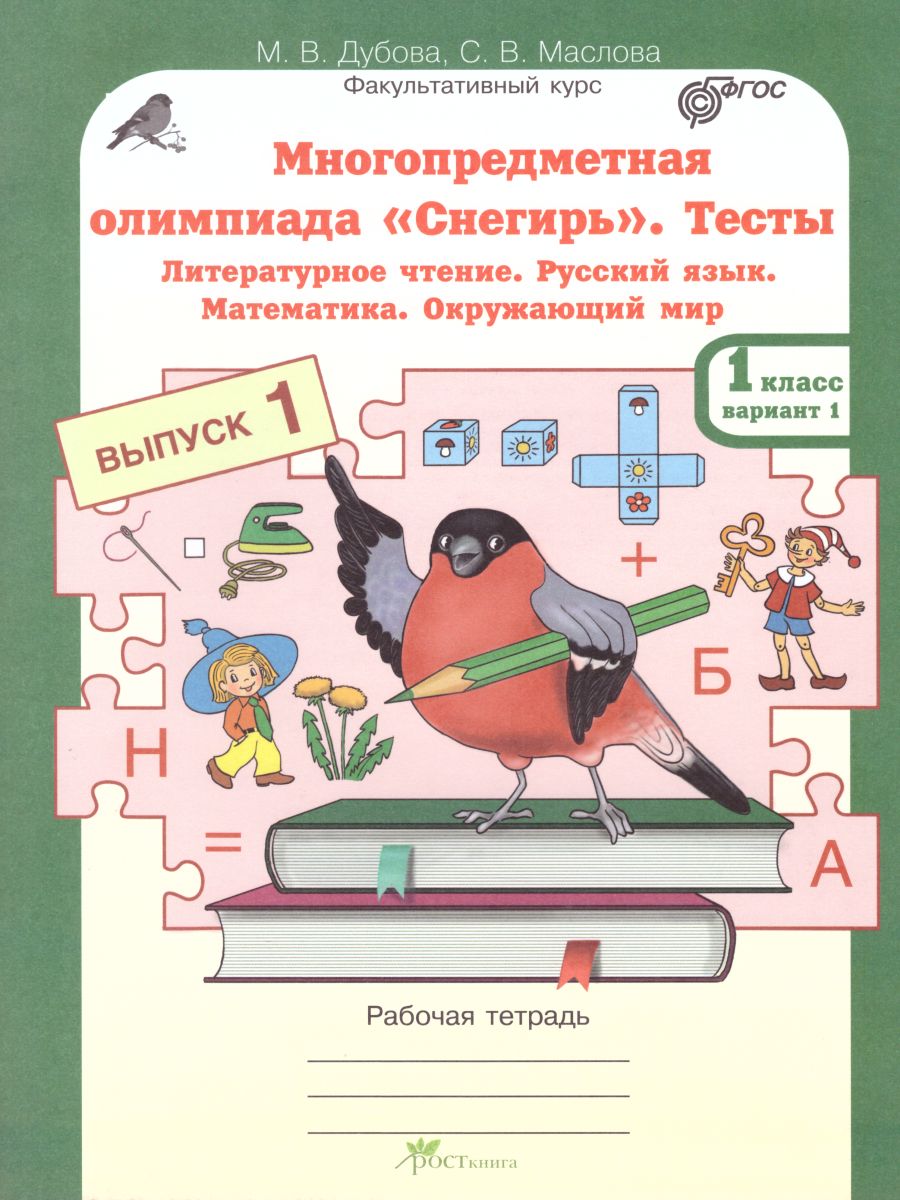 М. В. Дубова, С. В. Маслова
Факультативный курс
ФГОС
Многопредметная
олимпиада «Снегирь». Тесты
Литературное чтение. Русский язык.
Математика. Окружающий мир
1 класс
вариант 1
ВЫПУСК 1
+
Б
Н
=
А
Рабочая тетрадь
РОСТкнига